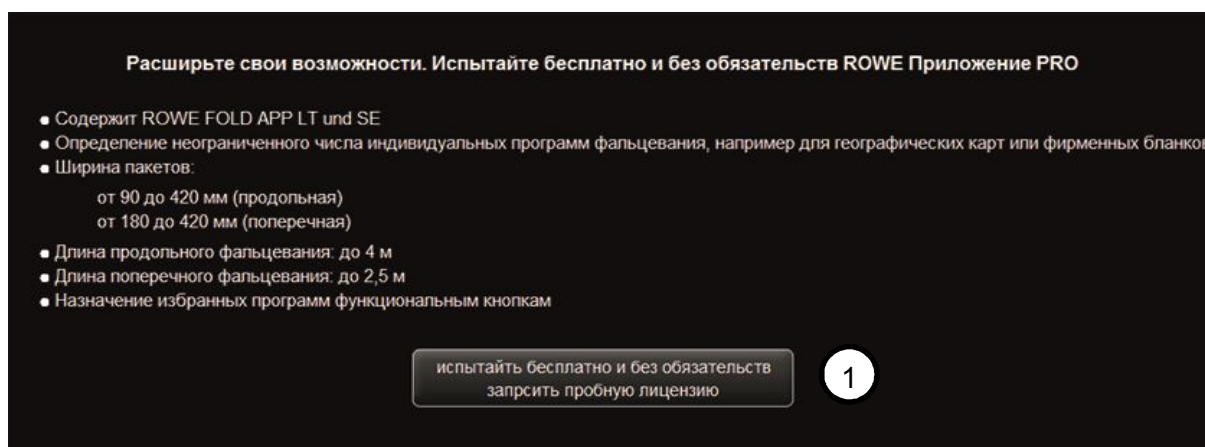 Расширьте свои возможности. Испытайте бесплатно и без обязательств ROWE Приложение PRO
• Содержит ROWE FOLD APP LT und SE
• Определение неограниченного числа индивидуальных программ фальцевания, например для географических карт или фирменных бланков
• Ширина пакетов:
от 90 до 420 мм (продольная)
от 180 до 420 мм (поперечная)
• Длина продольного фальцевания: до 4 м
• Длина поперечного фальцевания: до 2,5 м
• Назначение избранных программ функциональным кнопкам
испытайть бесплатно и без обязательств
запрсить пробную лицензию
1